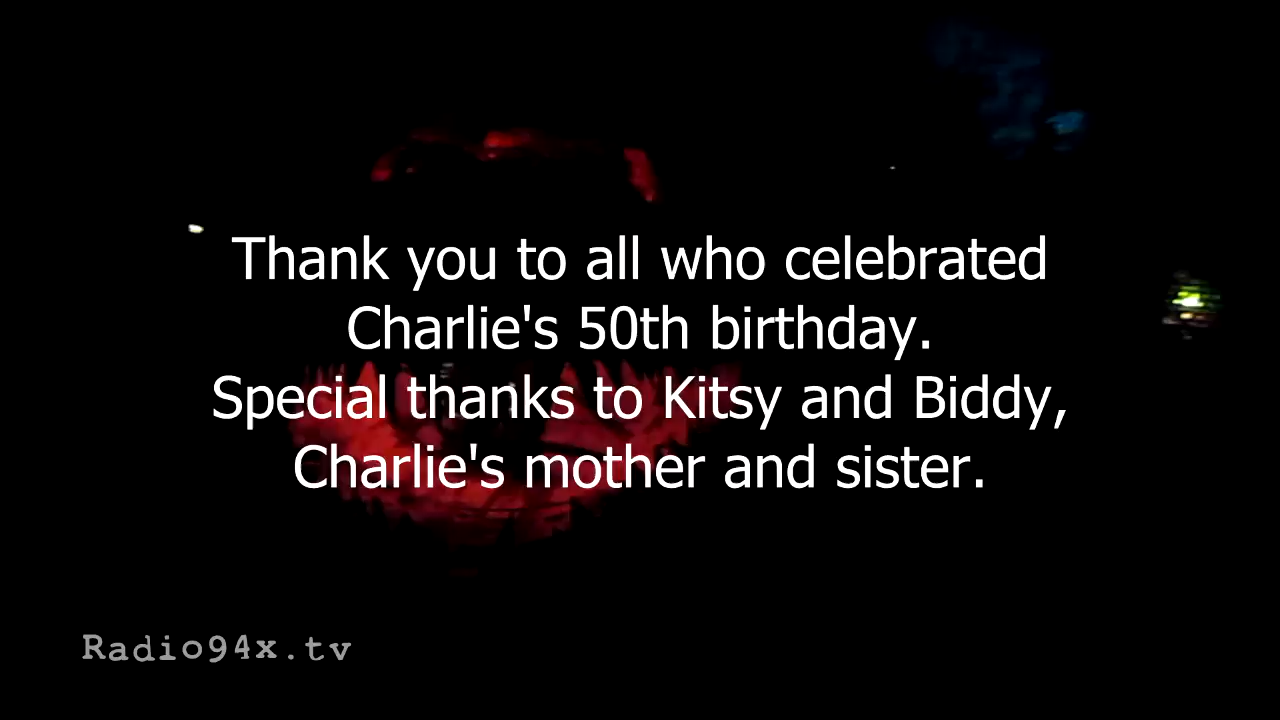 Thank you to all who celebrated
Charlie's 50th birthday.
Special thanks to Kitsy and Biddy,
Charlie's mother and sister.
Radio94x.tv